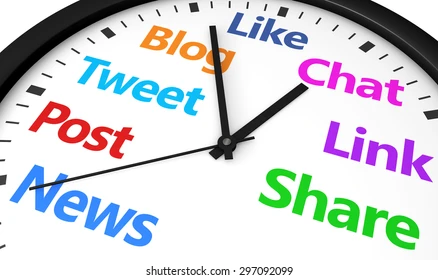 Like
Blog
Chat
Tweet
Link
Post
Share
News
shutterstock.com · 297092099